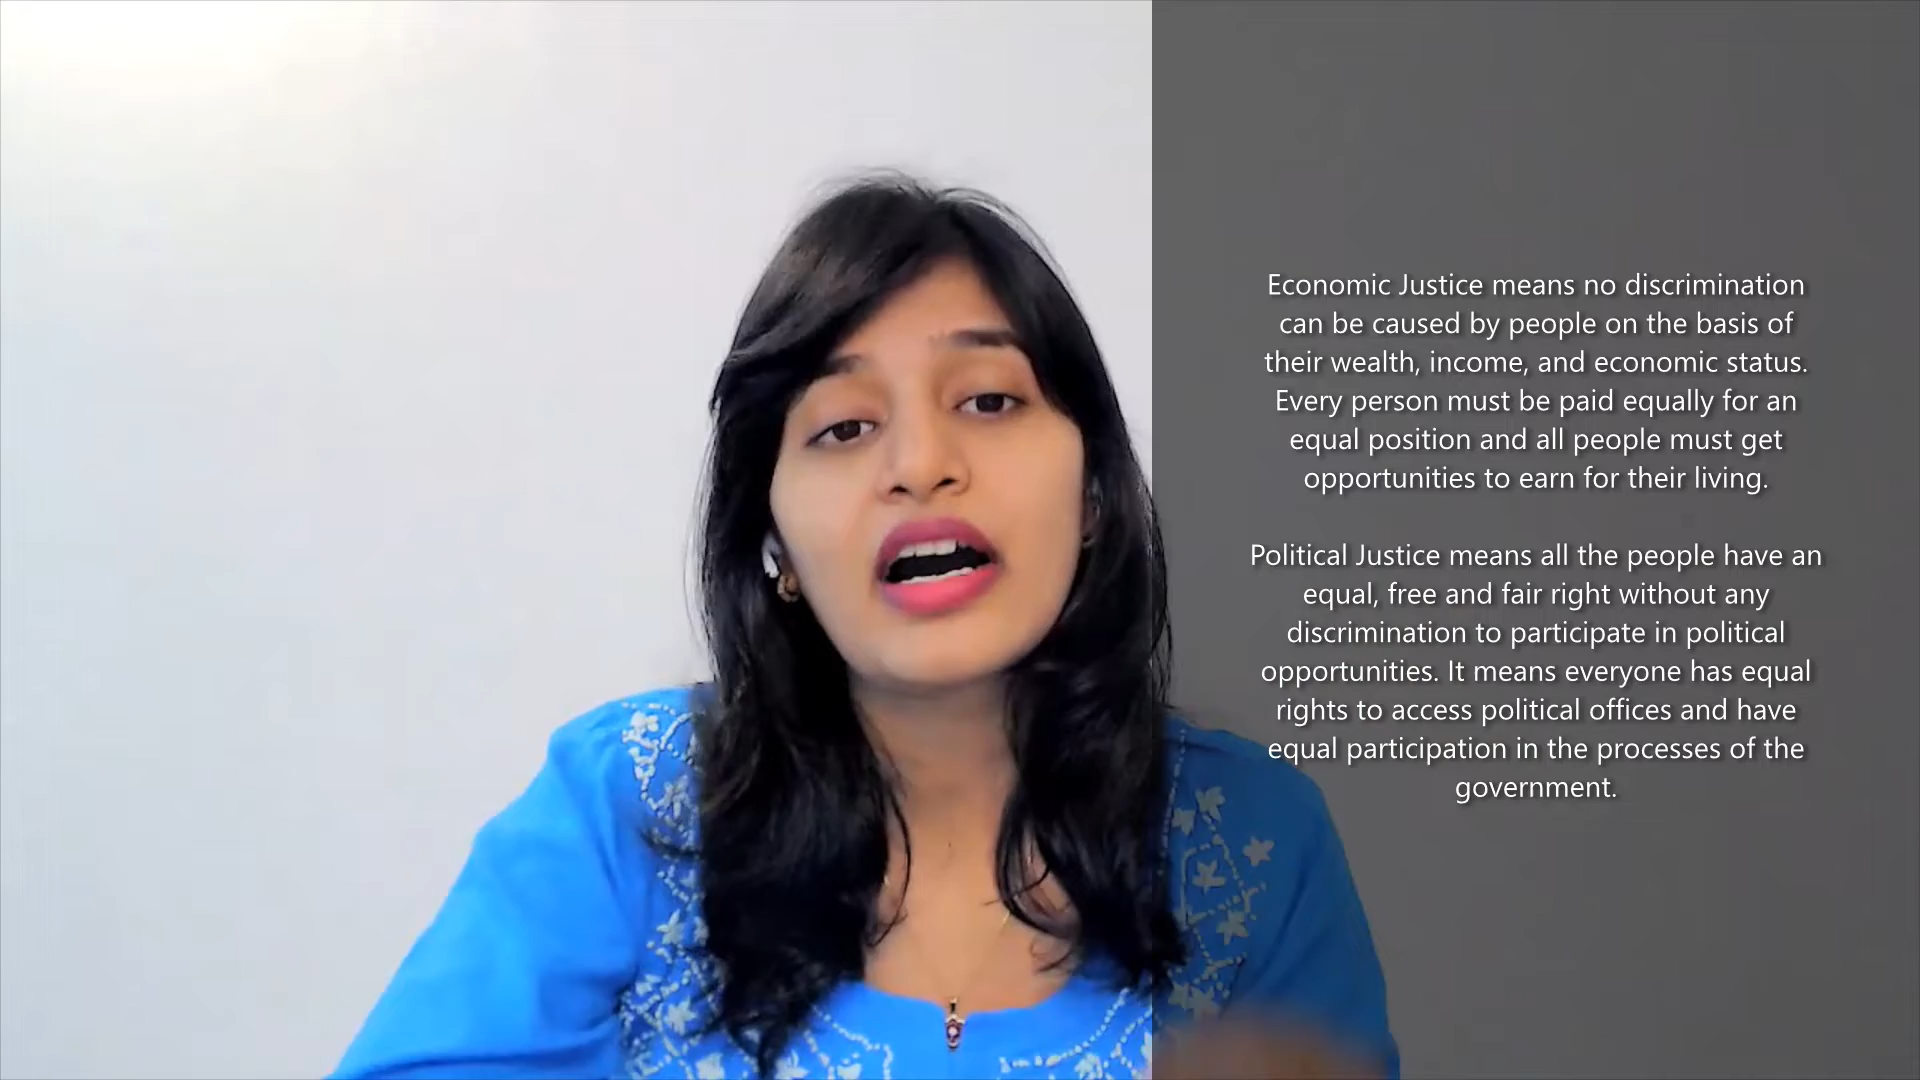 Economic Justice means no discrimination
can be caused by people on the basis of
their wealth, income, and economic status.
Every person must be paid equally for an
equal position and all people must get
opportunities to earn for their living.
Political Justice means all the people have an
equal, free and fair right without any
discrimination to participate in political
opportunities. It means everyone has equal
rights to access political offices and have
equal participation in the processes of the
government.